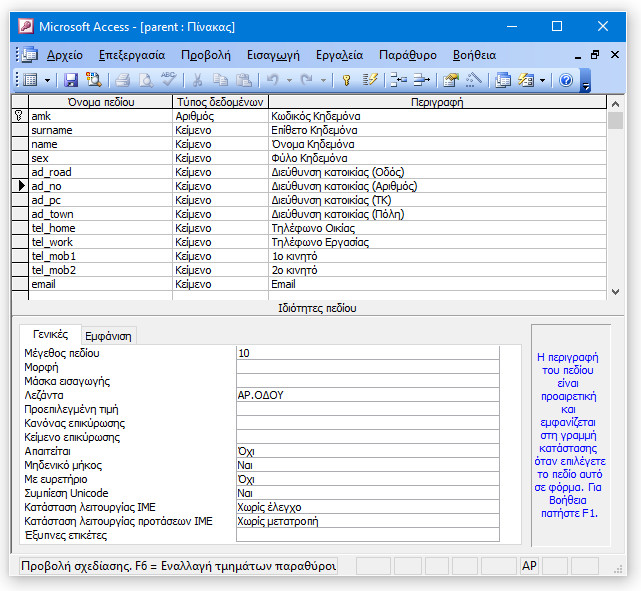 Microsoft Access - [parent : Πίνακας]
Αρχείο Επεξεργασία Προβολή Εισαγωγή Εργαλεία Παράθυρο Βοήθεια
Όνομα πεδίου Τύπος δεδομένων Περιγραφή
amk Αριθμός Κωδικός Κηδεμόνα
surname Κείμενο Επίθετο Κηδεμόνα
name Κείμενο Όνομα Κηδεμόνα
sex Κείμενο Φύλο Κηδεμόνα
ad_road Κείμενο Διεύθυνση κατοικίας (Οδός)
ad_no Κείμενο Διεύθυνση κατοικίας (Αριθμός)
ad_pc Κείμενο Διεύθυνση κατοικίας (ΤΚ)
ad_town Κείμενο Διεύθυνση κατοικίας (Πόλη)
tel_home Κείμενο Τηλέφωνο Οικίας
tel_work Κείμενο Τηλέφωνο Εργασίας
tel_mob1 Κείμενο 1ο κινητό
tel_mob2 Κείμενο 2ο κινητό
email Κείμενο Email
Ιδιότητες πεδίου
Γενικές Εμφάνιση
Μέγεθος πεδίου 10
Μορφή
Μάσκα εισαγωγής
Λεζάντα ΑΡ.ΟΔΟΥ
Προεπιλεγμένη τιμή
Κανόνας επικύρωσης
Κείμενο επικύρωσης
Απαιτείται Όχι
Μηδενικό μήκος Ναι
Με ευρετήριο Όχι
Συμπίεση Unicode Ναι
Κατάσταση λειτουργίας IME Χωρίς έλεγχο
Κατάσταση λειτουργίας προτάσεων IME Χωρίς μετατροπή
Έξυπνες ετικέτες
Η περιγραφή
του πεδίου
είναι
προαιρετική
και
εμφανίζεται
στη γραμμή
κατάστασης
όταν επιλέγετε
το πεδίο αυτό
σε φόρμα. Για
Βοήθεια
πατήστε F1.
Προβολή σχεδίασης. F6 = Εναλλαγή τμημάτων παραθύρου ΑΡ